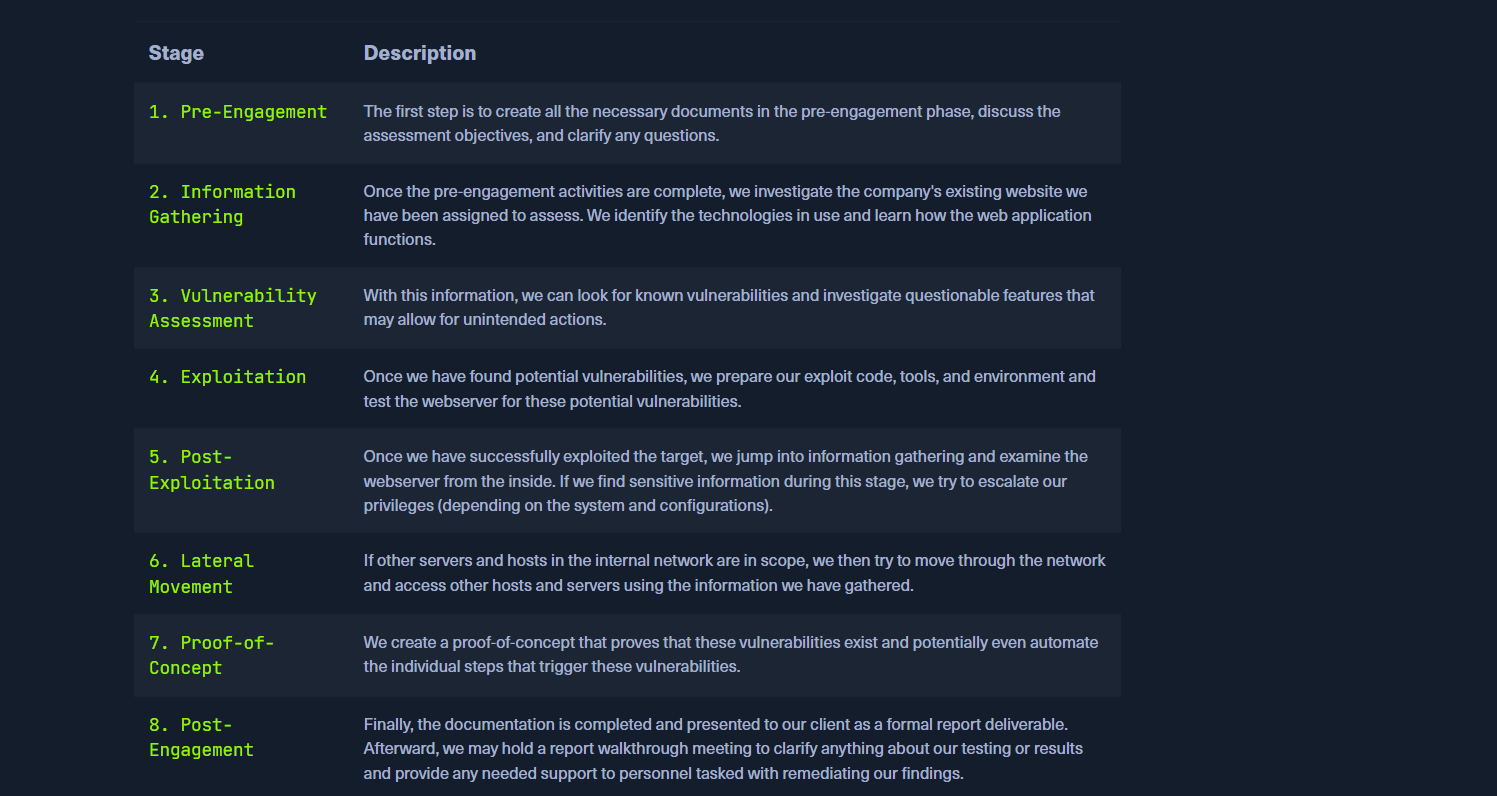 Stage Description
1. Pre-Engagement The first step is to create all the necessary documents in the pre-engagement phase, discuss the
assessment objectives, and clarify any questions.
2. Information Once the pre-engagement activities are complete, we investigate the company's existing website we
Gathering have been assigned to assess. We identify the technologies in use and learn how the web application
functions.
3. Vulnerability With this information, we can look for known vulnerabilities and investigate questionable features that
Assessment may allow for unintended actions.
4. Exploitation Once we have found potential vulnerabilities, we prepare our exploit code, tools, and environment and
test the webserver for these potential vulnerabilities.
5. Post- Once we have successfully exploited the target, we jump into information gathering and examine the
Exploitation webserver from the inside. If we find sensitive information during this stage, we try to escalate our
privileges (depending on the system and configurations).
6. Lateral If other servers and hosts in the internal network are in scope, we then try to move through the network
Movement and access other hosts and servers using the information we have gathered.
7. Proof-of- We create a proof-of-concept that proves that these vulnerabilities exist and potentially even automate
Concept the individual steps that trigger these vulnerabilities.
8. Post- Finally, the documentation is completed and presented to our client as a formal report deliverable.
Engagement Afterward, we may hold a report walkthrough meeting to clarify anything about our testing or results
and provide any needed support to personnel tasked with remediating our findings.